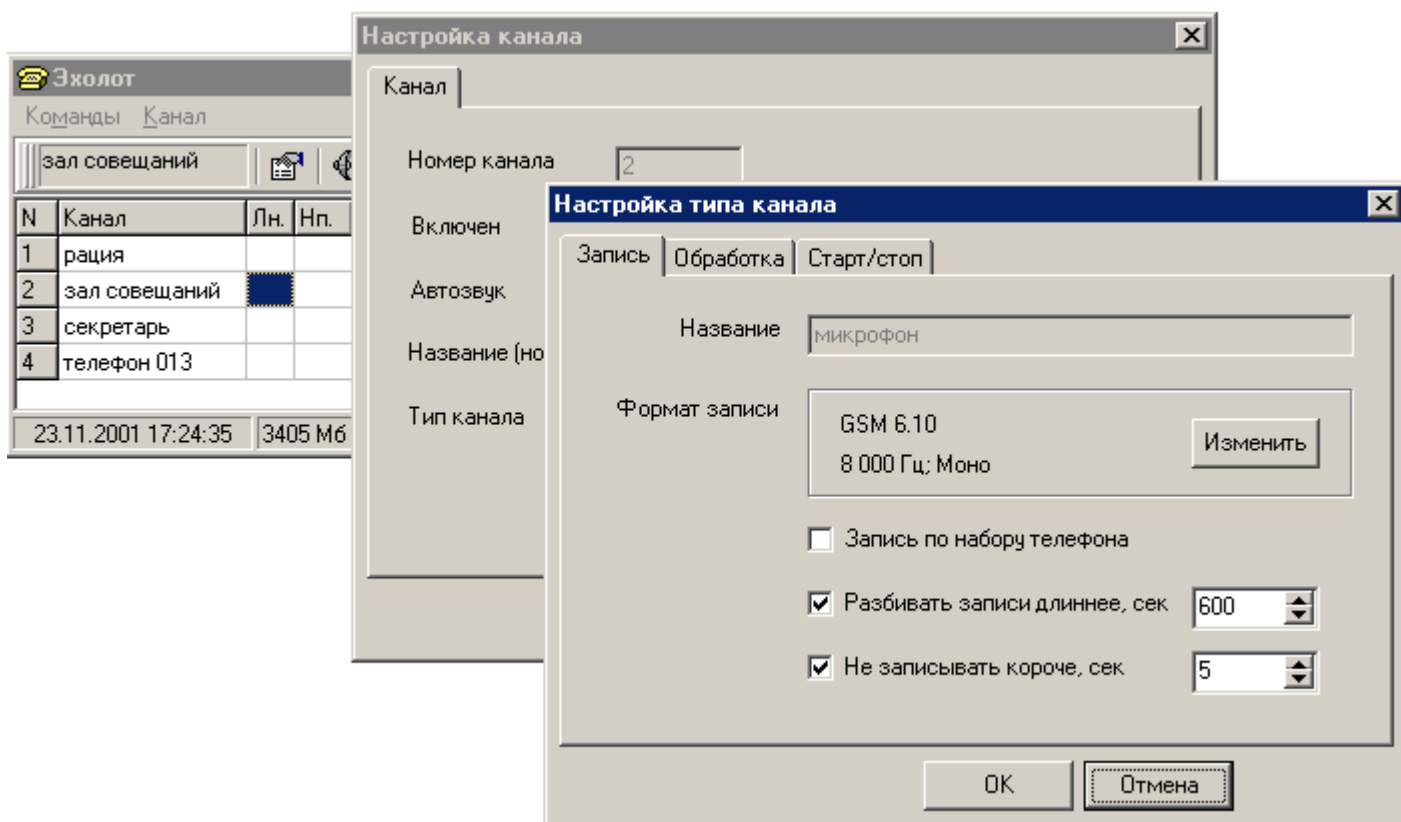 Эхолот
Команды Канал
зал совещаний
N Канал Лн. Нп.
1 рация
2 зал совещаний
3 секретарь
4 телефон 013
23.11.2001 17:24:35 3405 Мб
Настройка канала
Канал
Номер канала 2
Включен
Автозвук
Название (но
Тип канала
Настройка типа канала
Запись Обработка Старт/стоп
Название микрофон
Формат записи
GSM 6.10
8 000 Гц; Моно
Изменить
Запись по набору телефона
Разбивать записи длиннее, сек 600
Не записывать короче, сек 5
OK Отмена